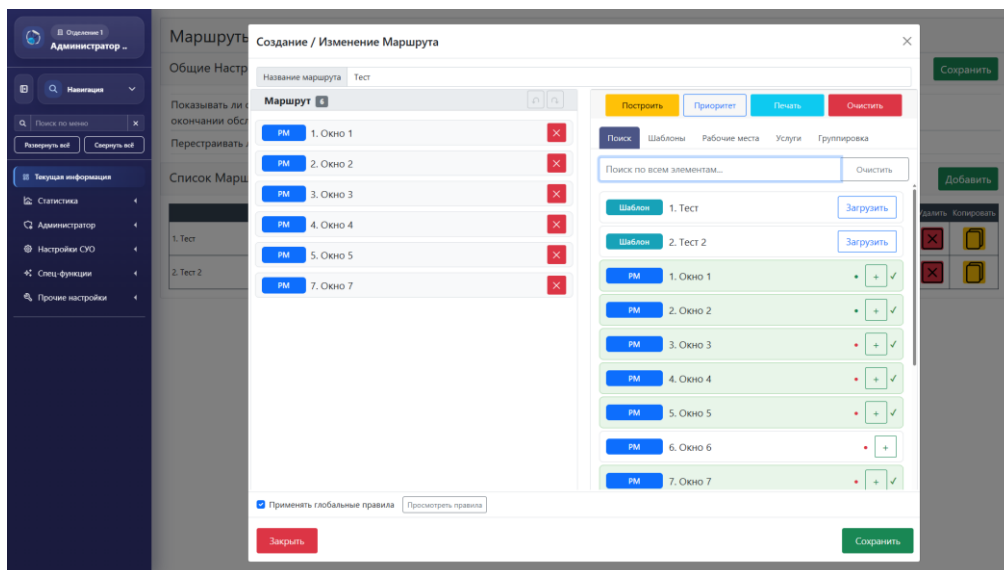 Отделение 1
Администратор ..
Навигация
Поиск по меню
Развернуть всё
Свернуть всё
Текущая информация
Статистика
Администратор
Настройки СУО
Спец-функции
Прочие настройки
Маршруть
Общие Настр
Сохранить
Показывать ли
окончании обсл
Перестраивать
Список Марш
Добавить
Удалить Копировать
1. Тест
2. Тест 2
Создание / Изменение Маршрута
Название маршрута Тест
Маршрут 6
РМ 1. Окно 1
РМ 2. Окно 2
РМ 3. Окно 3
РМ 4. Окно 4
РМ 5. Окно 5
РМ 7. Окно 7
Построить Приоритет Печать Очистить
Поиск Шаблоны Рабочие места Услуги Группировка
Поиск по всем элементам... Очистить
Шаблон 1. Тест Загрузить
Шаблон 2. Тест 2 Загрузить
РМ 1. Окно 1 +
РМ 2. Окно 2 +
РМ 3. Окно 3 +
РМ 4. Окно 4 +
РМ 5. Окно 5 +
РМ 6. Окно 6 +
РМ 7. Окно 7 +
Применять глобальные правила Просмотреть правила
Закрыть
Сохранить